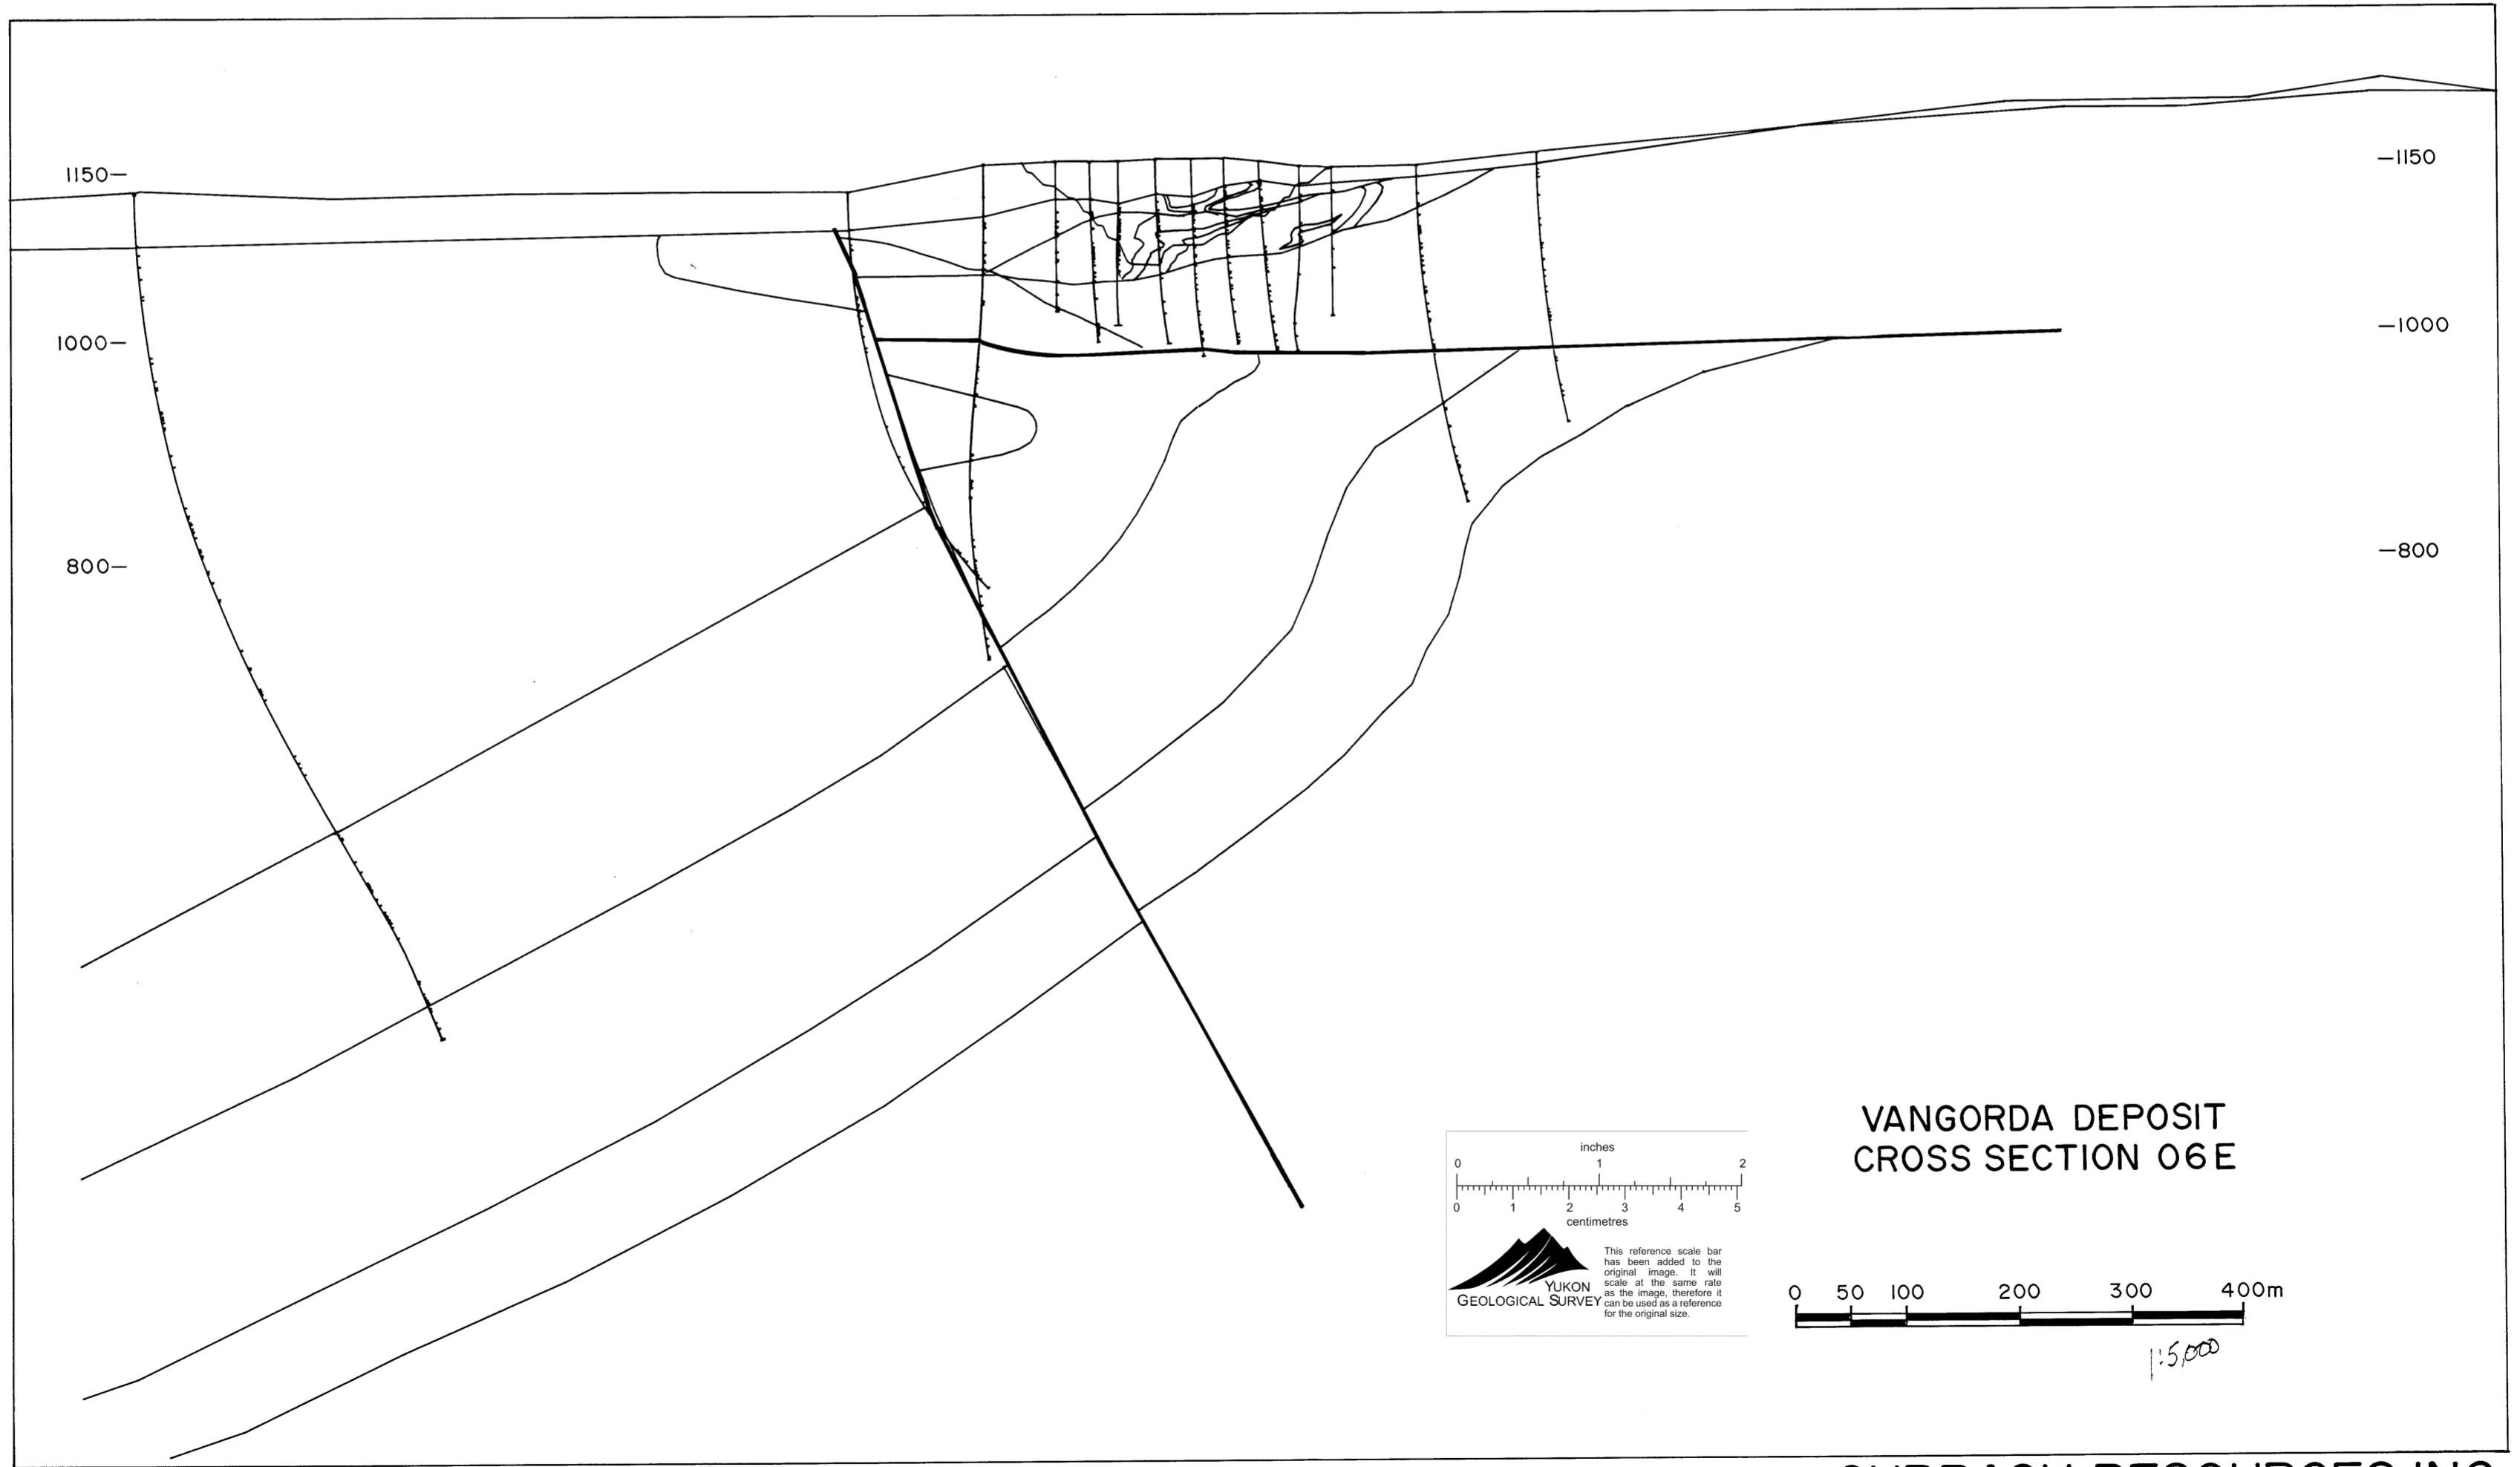 1150
1000
800
1150
1000
800
VANGORDA DEPOSIT
CROSS SECTION 06E
inches
0 1 2
0 1 2 3 4 5
centimetres
This reference scale bar
has been added to the
original image. It will
scale at the same rate
as the image, therefore it
can be used as a reference
for the original size.
YUKON
GEOLOGICAL SURVEY
0 50 100 200 300 400m
1:5,000
RESOURCES INC